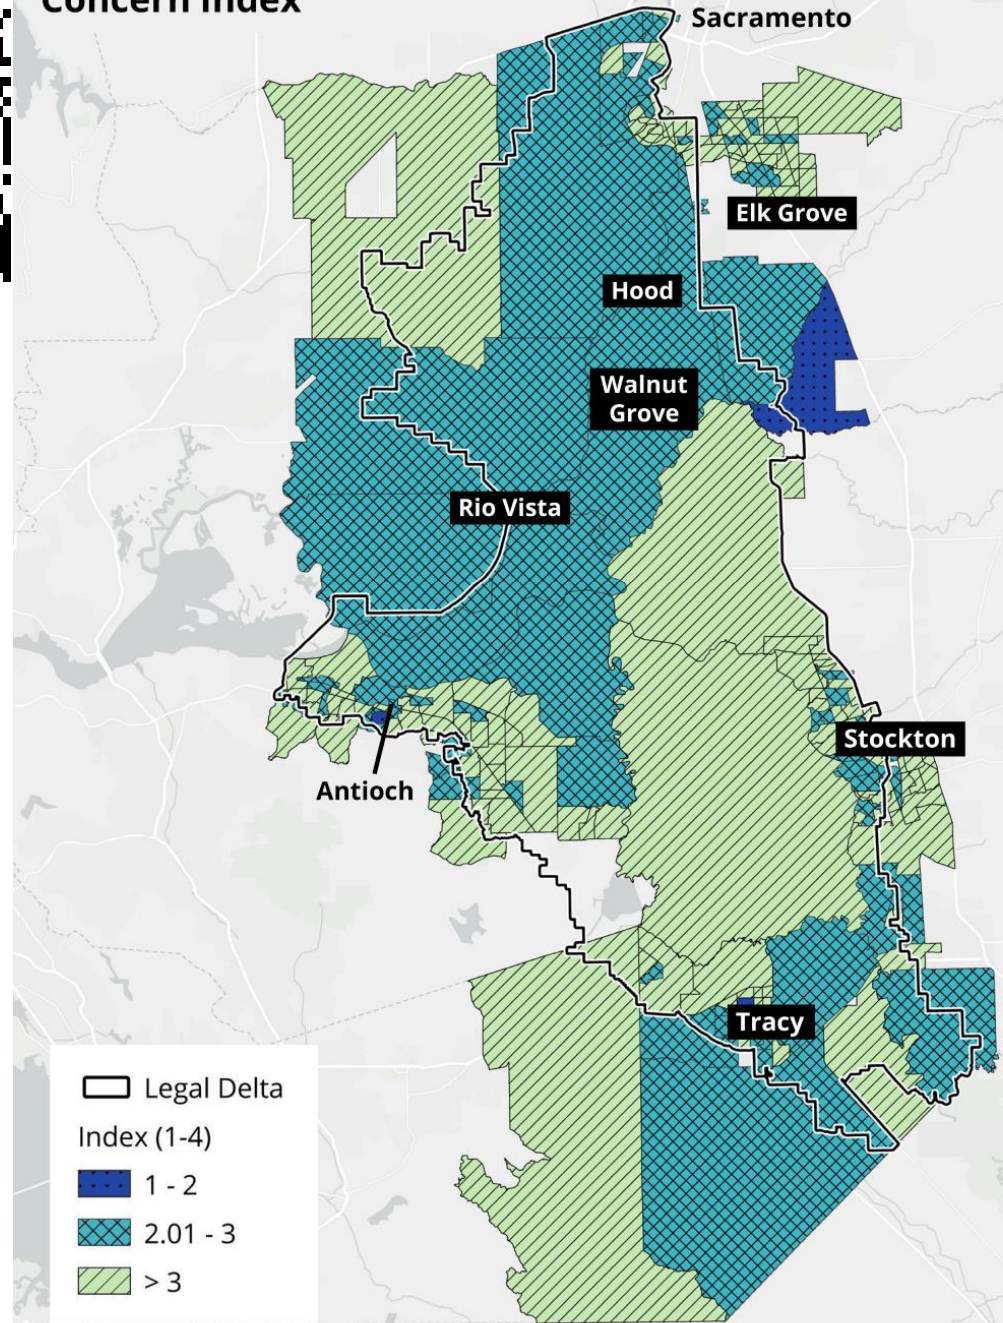 Concern Index
Sacramento
Elk Grove
Hood
Walnut
Grove
Rio Vista
Stockton
Antioch
Tracy
Legal Delta
Index (1-4)
1 - 2
2.01 - 3
> 3